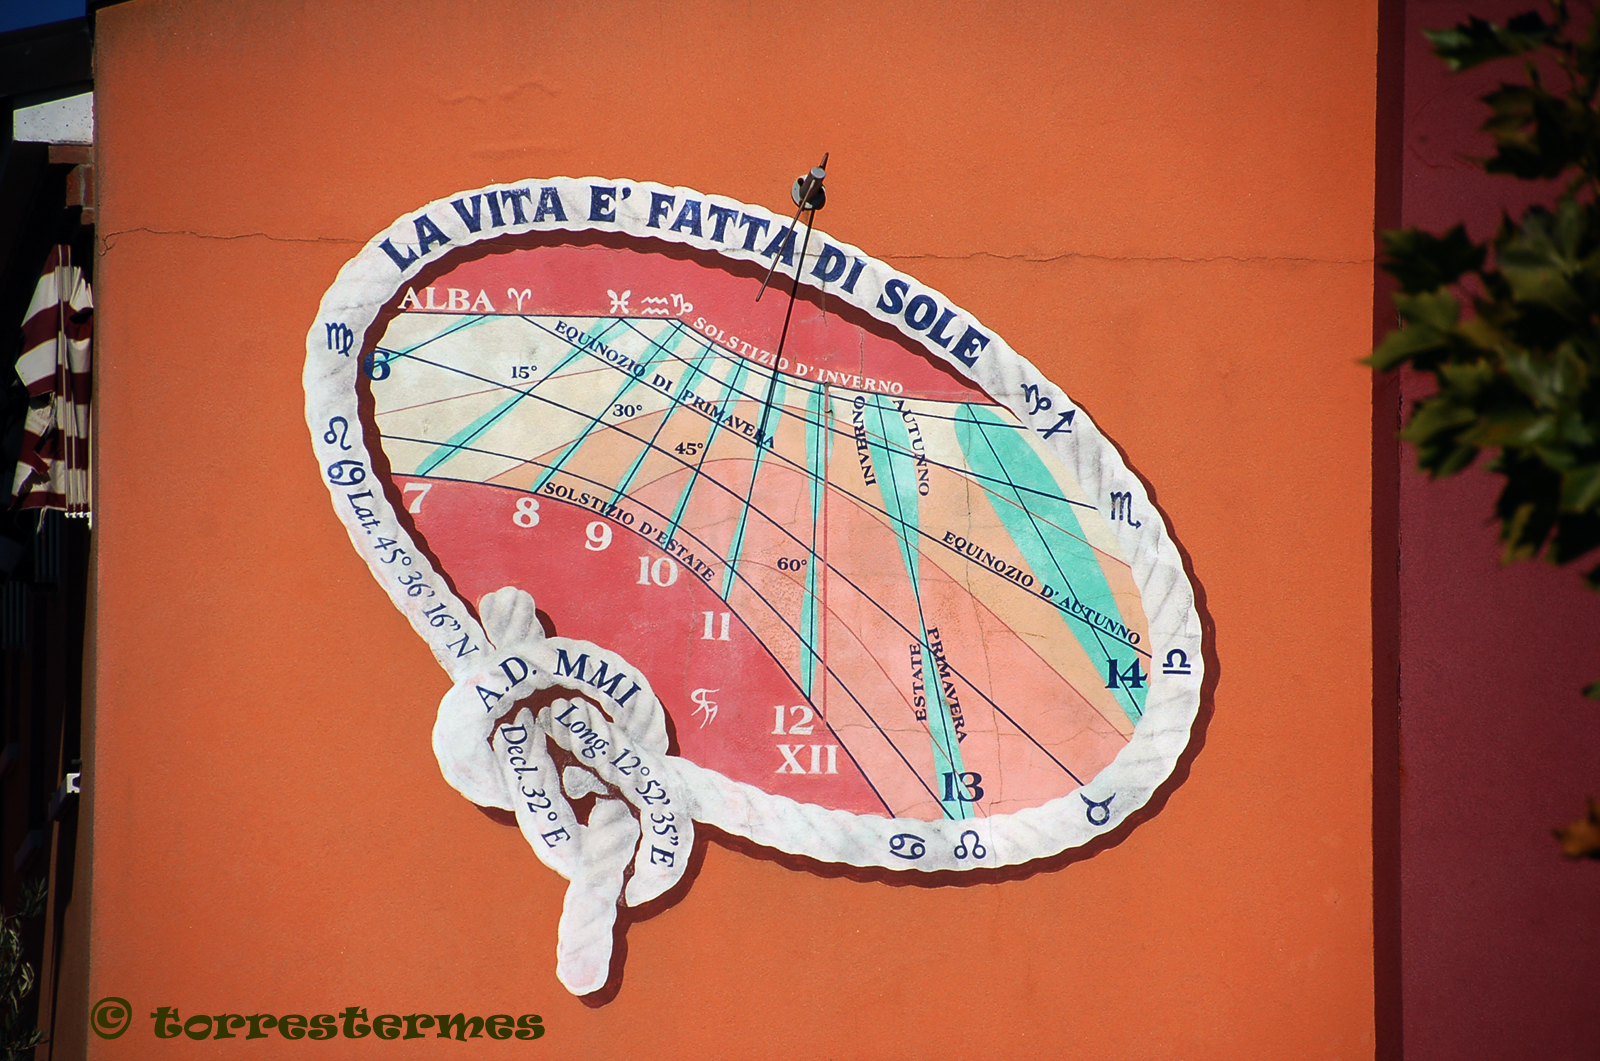 LA VITA E' FATTA DI SOLE
ALBA ♈ ♓ ♒ ♑
SOLSTIZIO D'INVERNO
EQUINOZIO DI PRIMAVERA
♍
6
15°
30°
45°
60°
♌
♋
INVERNO
AUTUNNO
♑ ♐
♏
7
8
9
10
11
12
XII
SOLSTIZIO D'ESTATE
EQUINOZIO D'AUTUNNO
14
♎
ESTATE
PRIMAVERA
13
♋ ♌ ♉
Lat. 45° 36' 16" N
A.D. MMI
Long. 12° 52' 35" E
Decl. 32° E
© torrestermes